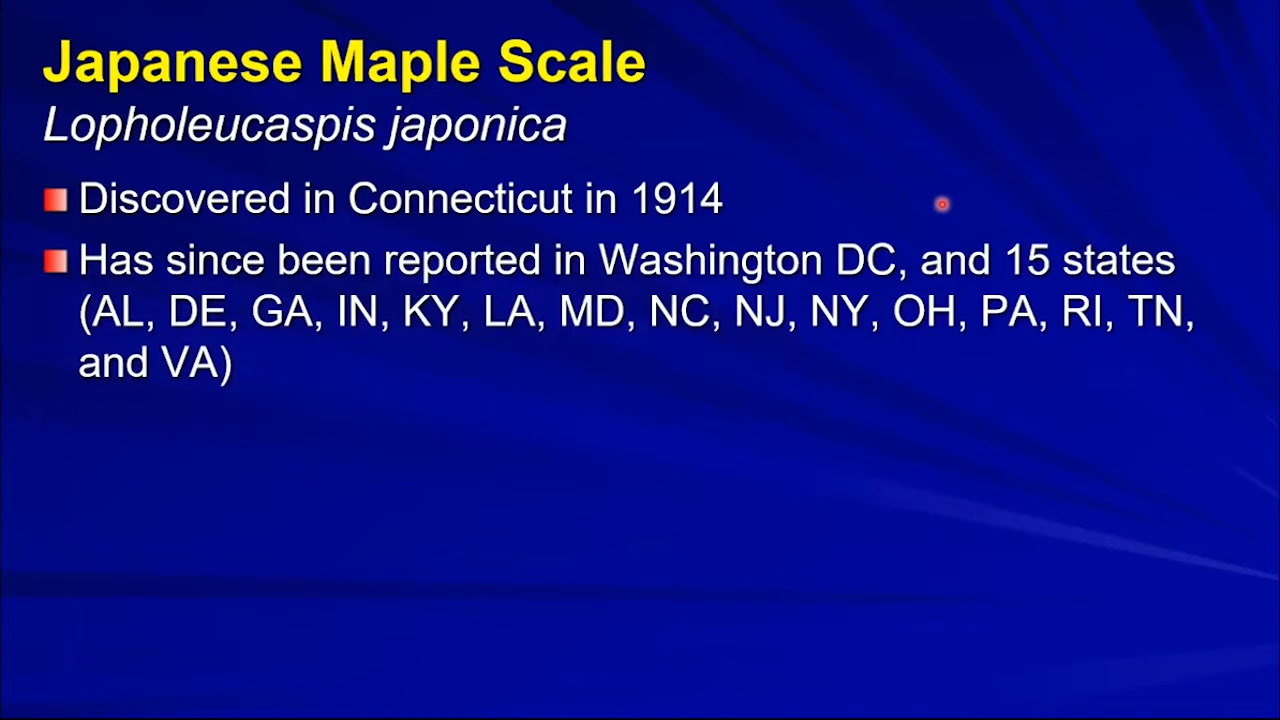 Japanese Maple Scale
Lopholeucaspis japonica
Discovered in Connecticut in 1914
Has since been reported in Washington DC, and 15 states
(AL, DE, GA, IN, KY, LA, MD, NC, NJ, NY, OH, PA, RI, TN,
and VA)